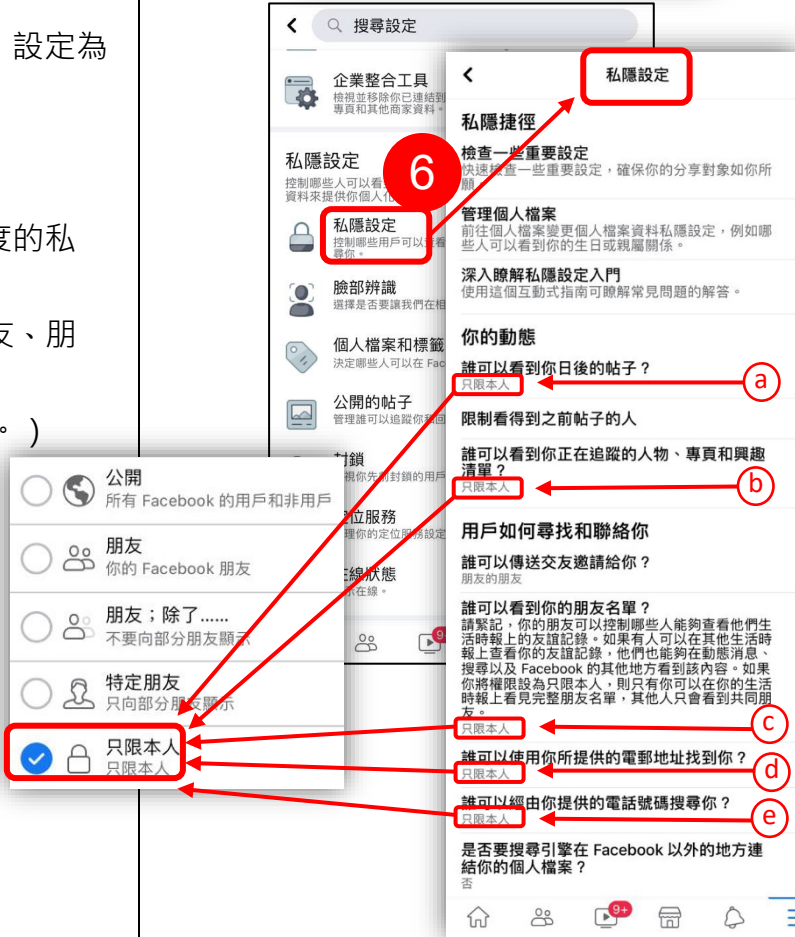 設定為
度的私
友、朋
。)
搜尋設定
企業整合工具
檢視並移除你已連結到
專頁和其他商家資料。
私隱設定
控制哪些人可以看
資料來提供你個人化
6
私隱設定
控制哪些用戶可以查看
尋你。
臉部辨識
選擇是否要讓我們在相
個人檔案和標籤
決定哪些人可以在 Fac
公開的帖子
管理誰可以追蹤你和回
封鎖
檢視你先前封鎖的用戶
定位服務
管理你的定位服務設定
在線狀態
示在線。
9
公開
所有 Facebook 的用戶和非用戶
朋友
你的 Facebook 朋友
朋友；除了……
不要向部分朋友顯示
特定朋友
只向部分朋友顯示
只限本人
只限本人
私隱設定
私隱捷徑
檢查一些重要設定
快速檢查一些重要設定，確保你的分享對象如你所
願。
管理個人檔案
前往個人檔案變更個人檔案資料私隱設定，例如哪
些人可以看到你的生日或親屬關係。
深入瞭解私隱設定入門
使用這個互動式指南可瞭解常見問題的解答。
你的動態
誰可以看到你日後的帖子？
只限本人
a
限制看得到之前帖子的人
誰可以看到你正在追蹤的人物、專頁和興趣
清單？
只限本人
b
用戶如何尋找和聯絡你
誰可以傳送交友邀請給你？
朋友的朋友
誰可以看到你的朋友名單？
請緊記，你的朋友可以控制哪些人能夠查看他們生
活時報上的友誼記錄。如果有人可以在其他生活時
報上查看你的友誼記錄，他們也能夠在動態消息、
搜尋以及 Facebook 的其他地方看到該內容。如果
你將權限設為只限本人，則只有你可以在你的生活
時報上看見完整朋友名單，其他人只會看到共同朋
友。
只限本人
c
誰可以使用你所提供的電郵地址找到你？
只限本人
d
誰可以經由你提供的電話號碼搜尋你？
只限本人
e
是否要搜尋引擎在 Facebook 以外的地方連
結你的個人檔案？
否
9+